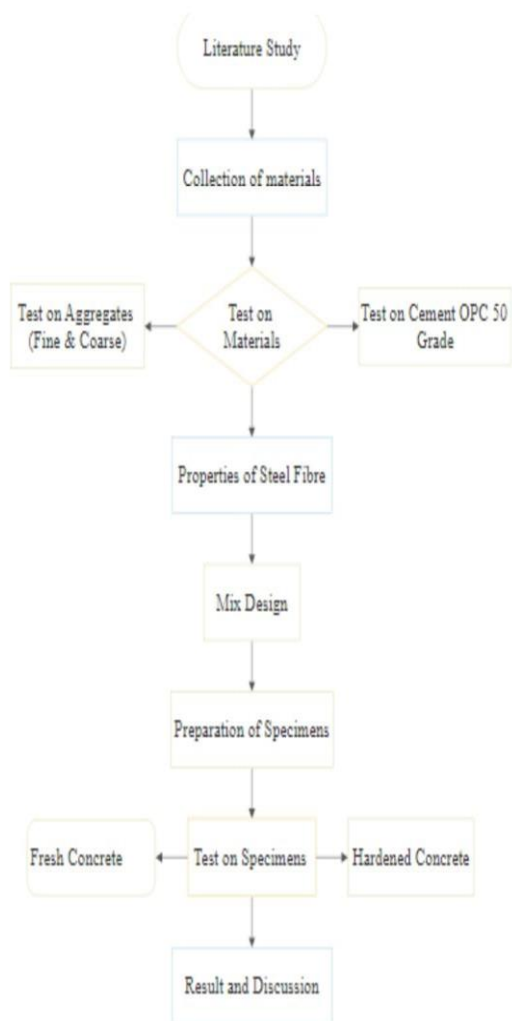 Literature Study
Collection of materials
Test on Aggregates
(Fine & Coarse)
Test on
Materials
Test on Cement OPC 50
Grade
Properties of Steel Fibre
Mix Design
Preparation of Specimens
Fresh Concrete
Test on Specimens
Hardened Concrete
Result and Discussion